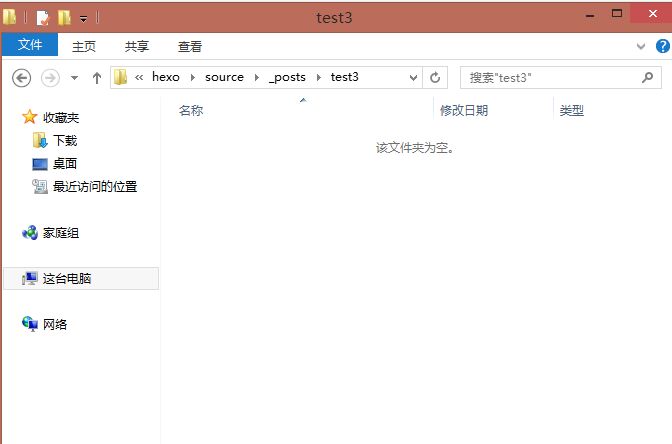 test3
文件 主页 共享 查看
hexo source _posts test3 搜索"test3"
名称 修改日期 类型
该文件夹为空。
收藏夹
下载
桌面
最近访问的位置
家庭组
这台电脑
网络